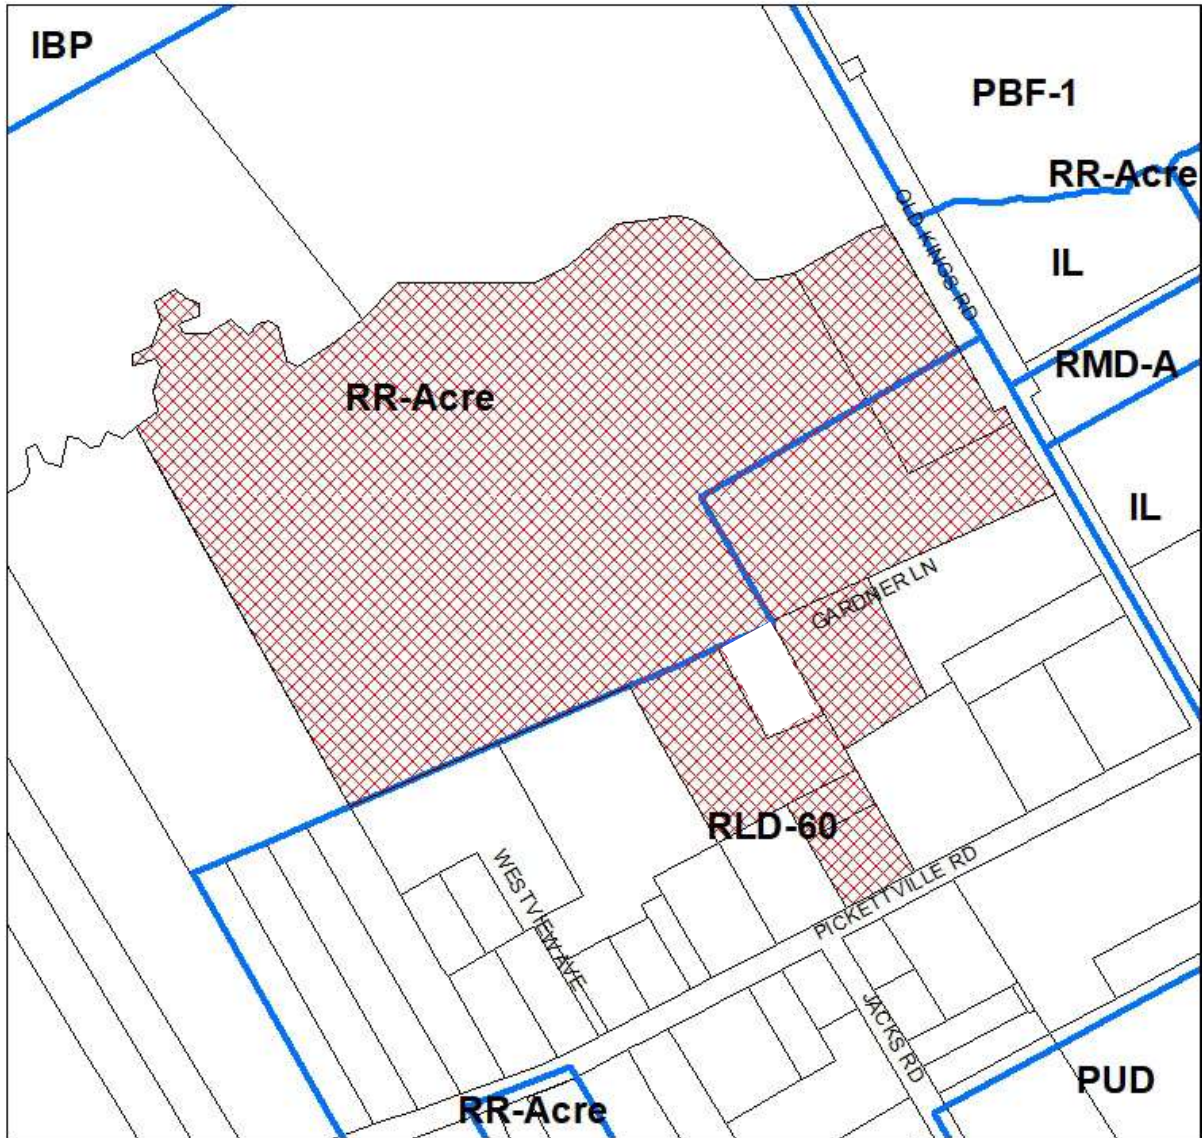 IBP
PBF-1
RR-Acre
OLD KINGS RD
IL
RMD-A
RR-Acre
IL
GARDNER LN
RLD-60
WESTVIEW AVE
PICKETTVILLE RD
JACKS RD
PUD
RR-Acre